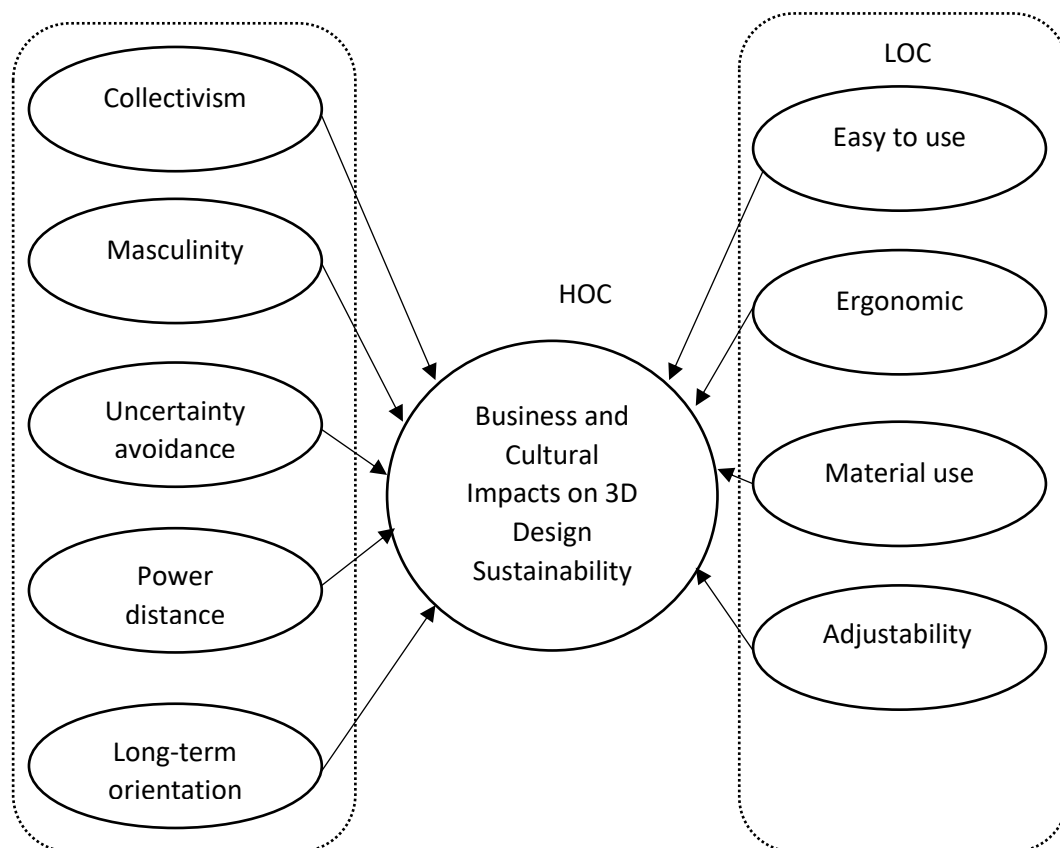 Collectivism
Masculinity
Uncertainty
avoidance
Power
distance
Long-term
orientation
HOC
Business and
Cultural
Impacts on 3D
Design
Sustainability
LOC
Easy to use
Ergonomic
Material use
Adjustability